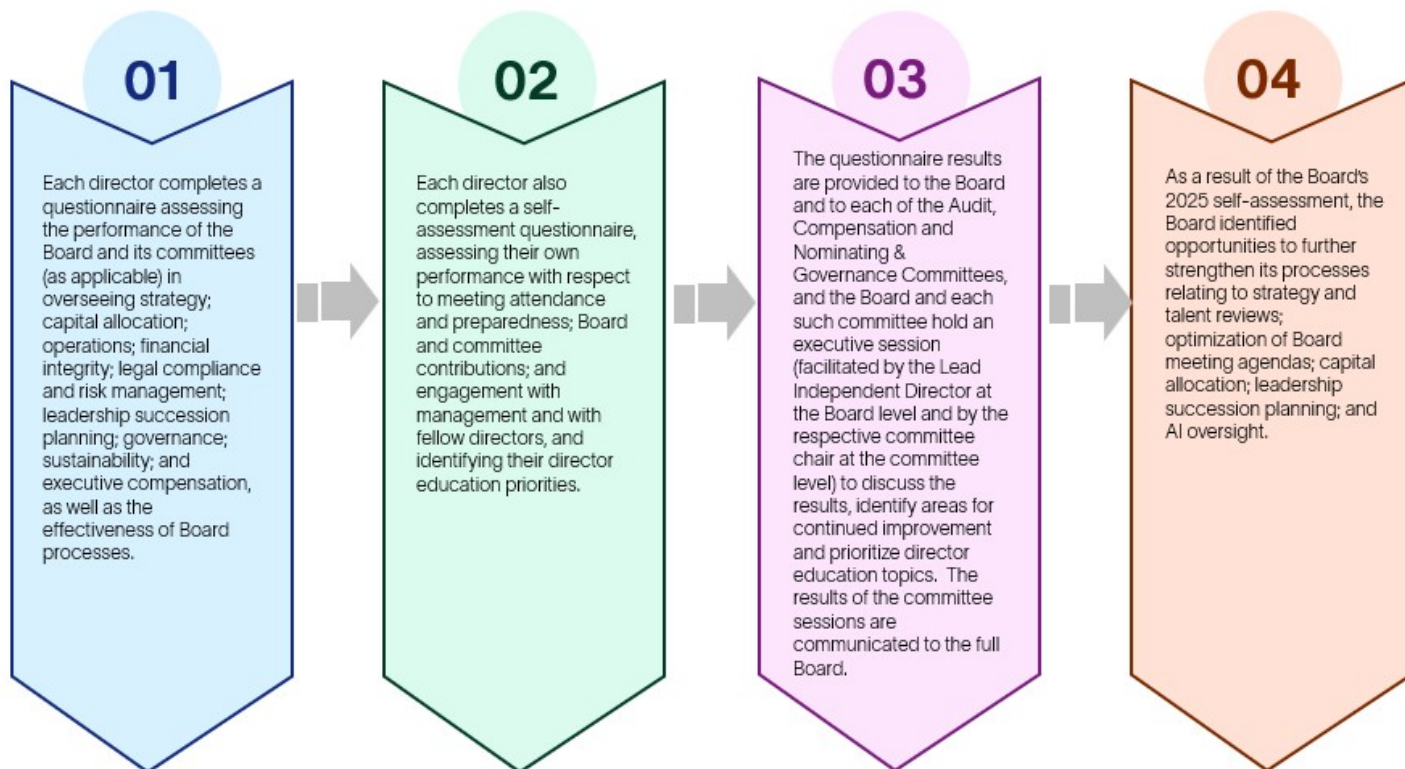 01
Each director completes a
questionnaire assessing
the performance of the
Board and its committees
(as applicable) in
overseeing strategy;
capital allocation;
operations; financial
integrity; legal compliance
and risk management;
leadership succession
planning; governance;
sustainability; and
executive compensation,
as well as the
effectiveness of Board
processes.
02
Each director also
completes a self-
assessment questionnaire,
assessing their own
performance with respect
to meeting attendance
and preparedness; Board
and committee
contributions; and
engagement with
management and with
fellow directors, and
identifying their director
education priorities.
03
The questionnaire results
are provided to the Board
and to each of the Audit,
Compensation and
Nominating &
Governance Committees,
and the Board and each
such committee hold an
executive session
(facilitated by the Lead
Independent Director at
the Board level and by the
respective committee
chair at the committee
level) to discuss the
results, identify areas for
continued improvement
and prioritize director
education topics.  The
results of the committee
sessions are
communicated to the full
Board.
04
As a result of the Board's
2025 self-assessment, the
Board identified
opportunities to further
strengthen its processes
relating to strategy and
talent reviews;
optimization of Board
meeting agendas; capital
allocation; leadership
succession planning; and
AI oversight.